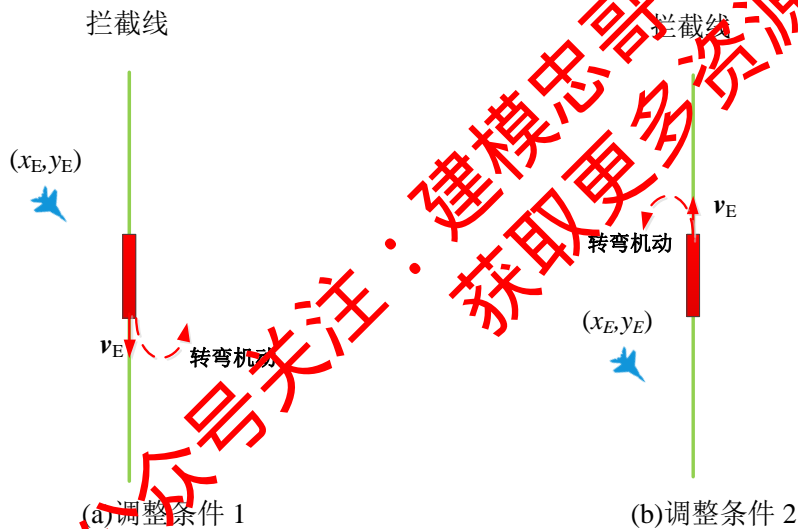 拦截线
拦截线
(xE,yE)
vE
转弯机动
vE
转弯机动
(xE,yE)
(a)调整条件 1
(b)调整条件 2
公众号关注：建模忠哥
获取更多资源